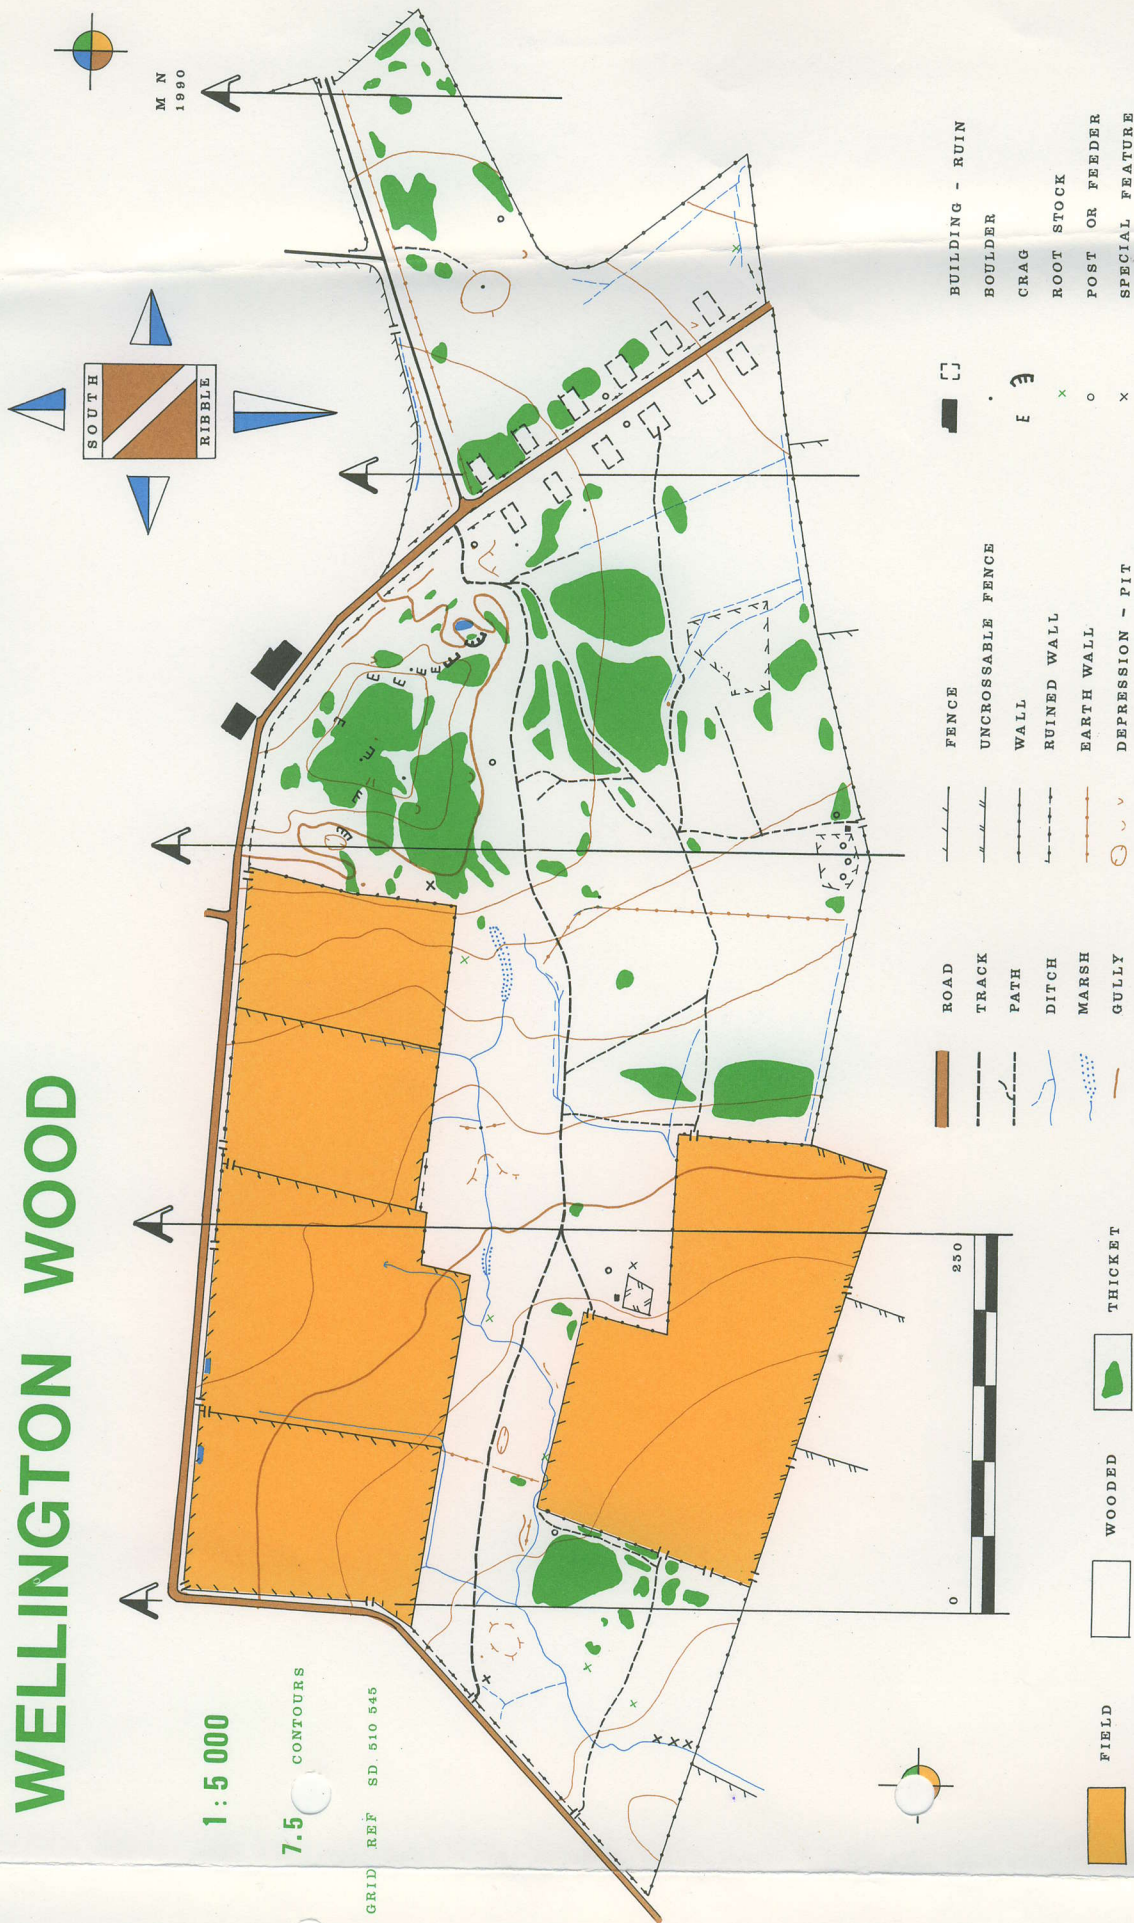 WELLINGTON WOOD
1:5 000
7.5 CONTOURS
GRID REF SD. 510 545
SOUTH
RIBBLE
M N
1990
0
250
FIELD
WOODED
THICKET
ROAD
TRACK
PATH
DITCH
MARSH
GULLY
FENCE
UNCROSSABLE FENCE
WALL
RUINED WALL
EARTH WALL
DEPRESSION - PIT
BUILDING - RUIN
BOULDER
CRAG
ROOT STOCK
POST OR FEEDER
SPECIAL FEATURE